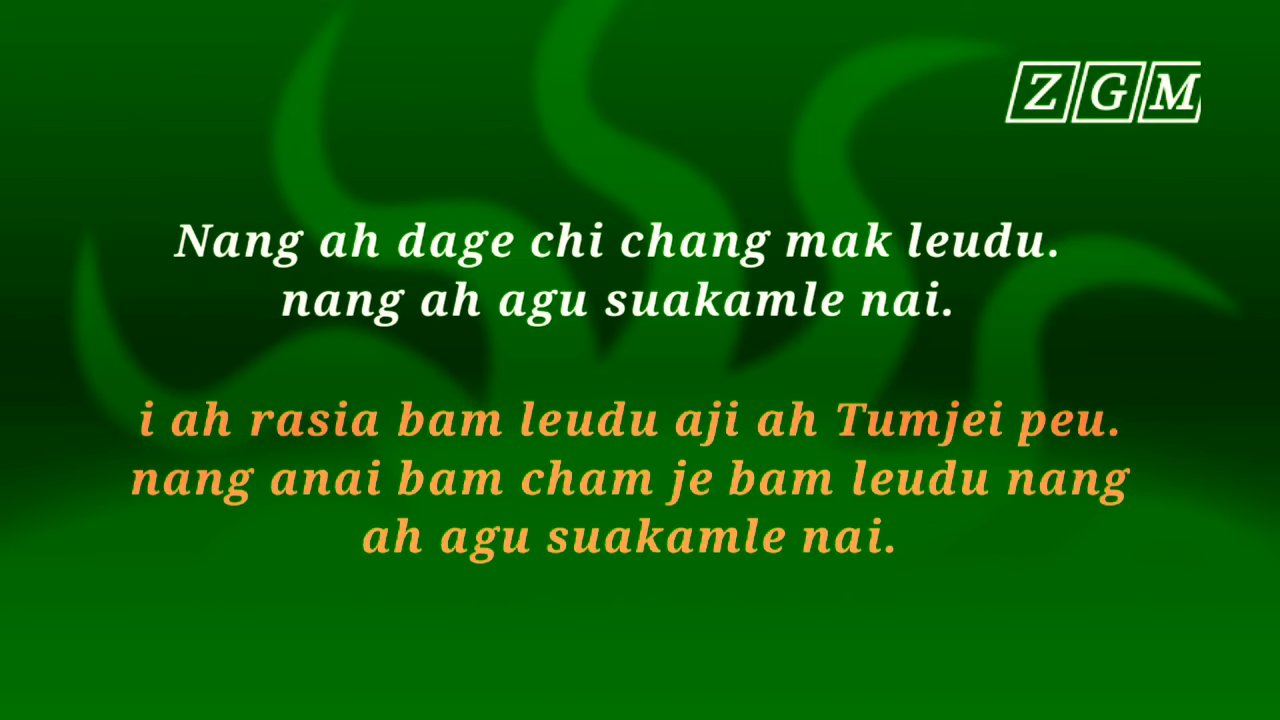 ZGM
Nang ah dage chi chang mak leudu.
nang ah agu suakamle nai.
i ah rasia bam leudu aji ah Tumjei peu.
nang anai bam cham je bam leudu nang
ah agu suakamle nai.